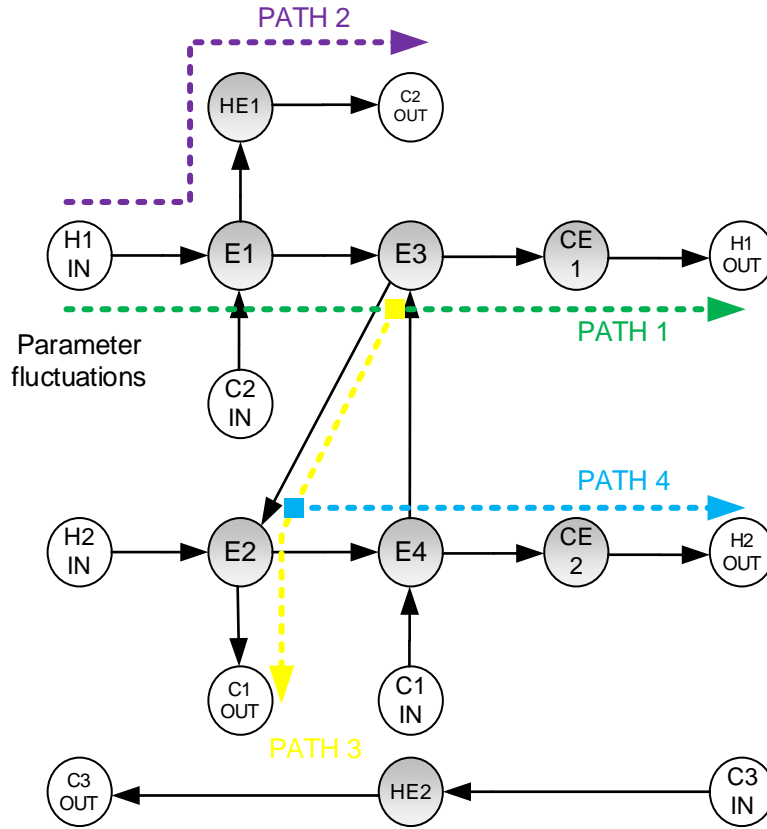 PATH 2
HE1
C2
OUT
H1
IN
E1
E3
CE
1
H1
OUT
PATH 1
Parameter
fluctuations
C2
IN
PATH 4
H2
IN
E2
E4
CE
2
H2
OUT
C1
OUT
C1
IN
PATH 3
C3
OUT
HE2
C3
IN